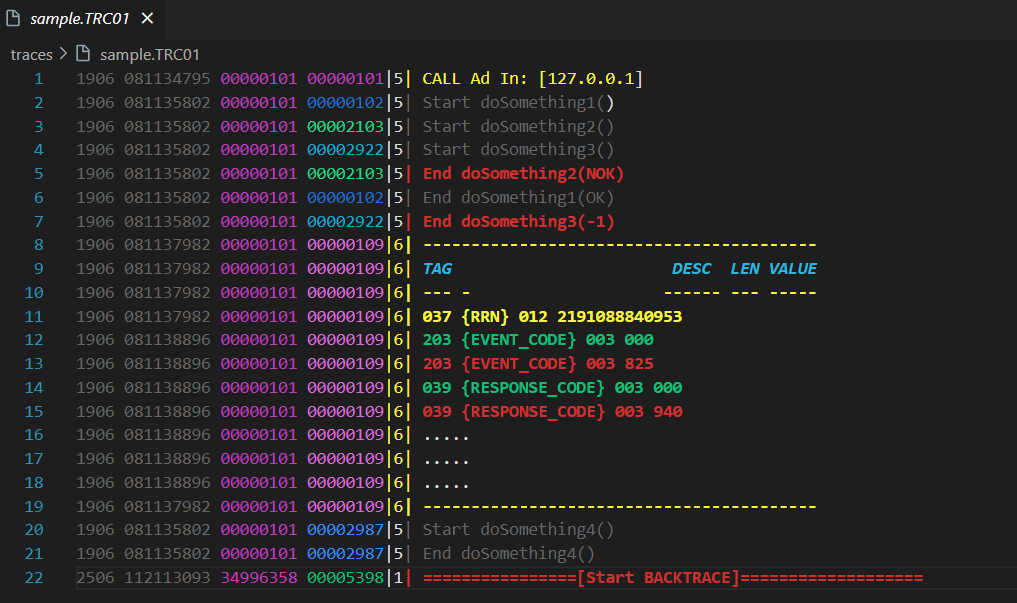 sample.TRC01
traces > sample.TRC01
1 1906 081134795 00000101 00000101|5| CALL Ad In: [127.0.0.1]
2 1906 081135802 00000101 00000102|5| Start doSomething1()
3 1906 081135802 00000101 00002103|5| Start doSomething2()
4 1906 081135802 00000101 00002922|5| Start doSomething3()
5 1906 081135802 00000101 00002103|5| End doSomething2(NOK)
6 1906 081135802 00000101 00000102|5| End doSomething1(OK)
7 1906 081135802 00000101 00002922|5| End doSomething3(-1)
8 1906 081137982 00000101 00000109|6| -----------------------------------------
9 1906 081137982 00000101 00000109|6| TAG                       DESC  LEN VALUE
10 1906 081137982 00000101 00000109|6| --- -                    ------ --- -----
11 1906 081137982 00000101 00000109|6| 037 {RRN} 012 2191088840953
12 1906 081138896 00000101 00000109|6| 203 {EVENT_CODE} 003 000
13 1906 081138896 00000101 00000109|6| 203 {EVENT_CODE} 003 825
14 1906 081138896 00000101 00000109|6| 039 {RESPONSE_CODE} 003 000
15 1906 081138896 00000101 00000109|6| 039 {RESPONSE_CODE} 003 940
16 1906 081138896 00000101 00000109|6| .....
17 1906 081138896 00000101 00000109|6| .....
18 1906 081138896 00000101 00000109|6| .....
19 1906 081137982 00000101 00000109|6| -----------------------------------------
20 1906 081135802 00000101 00002987|5| Start doSomething4()
21 1906 081135802 00000101 00002987|5| End doSomething4()
22 2506 112113093 34996358 00005398|1| ================[Start BACKTRACE]===================